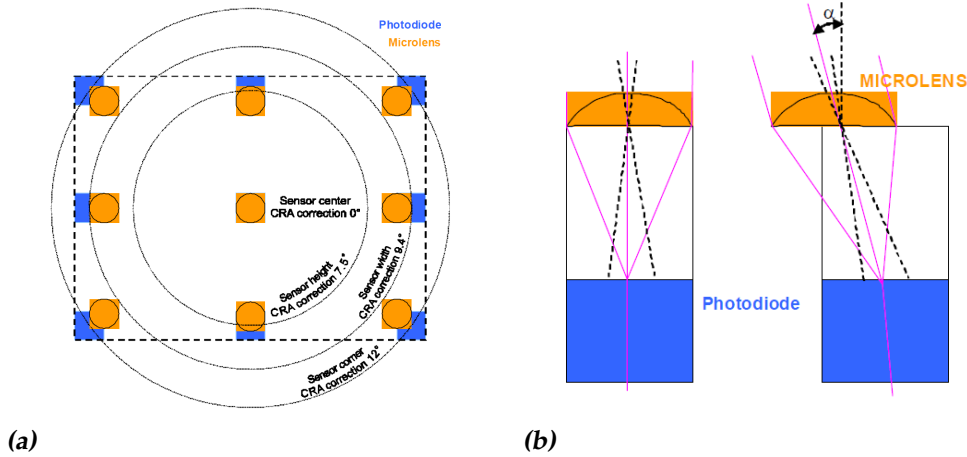 Photodiode
Microlens
Sensor center
CRA correction 0°
Sensor height
CRA correction 7.5°
Sensor width
CRA correction 9.4°
Sensor corner
CRA correction 12°
(a)
α
MICROLENS
Photodiode
(b)